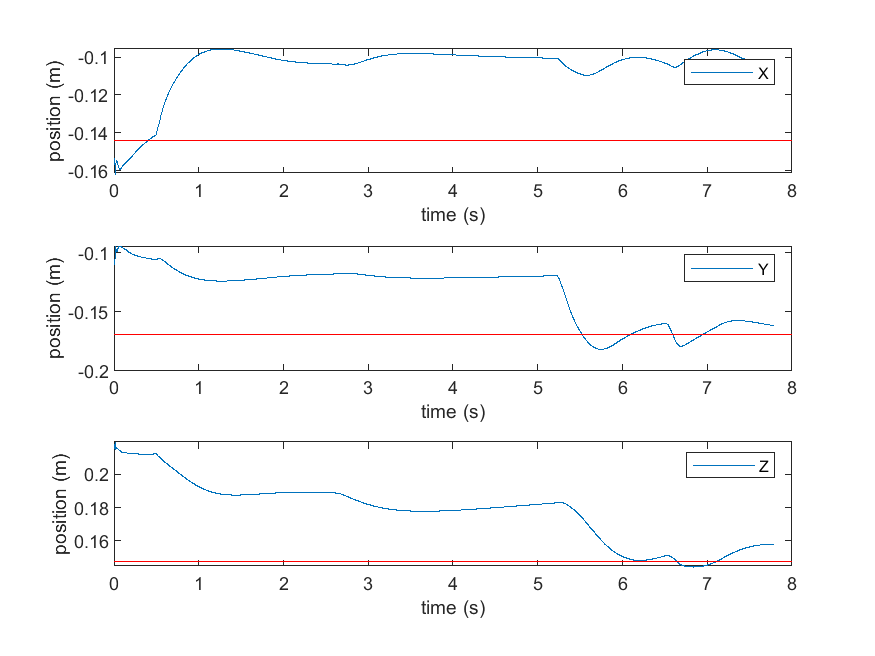 -0.1
-0.12
-0.14
-0.16
position (m)
X
0 1 2 3 4 5 6 7 8
time (s)
-0.1
-0.15
-0.2
position (m)
Y
0 1 2 3 4 5 6 7 8
time (s)
0.2
0.18
0.16
position (m)
Z
0 1 2 3 4 5 6 7 8
time (s)